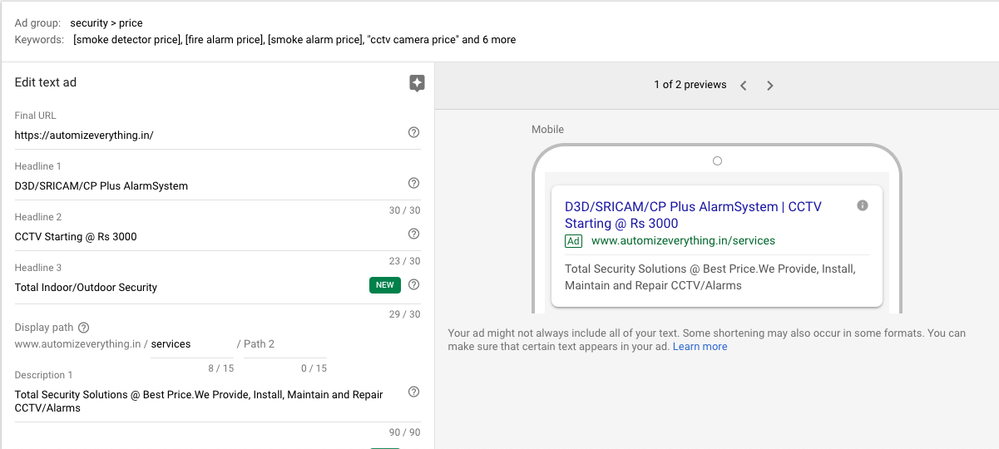 Ad group: security > price
Keywords: [smoke detector price], [fire alarm price], [smoke alarm price], "cctv camera price" and 6 more
Edit text ad
Final URL
https://automizeverything.in/
Headline 1
D3D/SRICAM/CP Plus AlarmSystem
30 / 30
Headline 2
CCTV Starting @ Rs 3000
23 / 30
Headline 3
Total Indoor/Outdoor Security
NEW
29 / 30
Display path
www.automizeverything.in / services / Path 2
8 / 15 0 / 15
Description 1
Total Security Solutions @ Best Price.We Provide, Install, Maintain and Repair
CCTV/Alarms
90 / 90
1 of 2 previews
Mobile
D3D/SRICAM/CP Plus AlarmSystem | CCTV
Starting @ Rs 3000
Ad www.automizeverything.in/services
Total Security Solutions @ Best Price.We Provide, Install,
Maintain and Repair CCTV/Alarms
Your ad might not always include all of your text. Some shortening may also occur in some formats. You can
make sure that certain text appears in your ad. Learn more